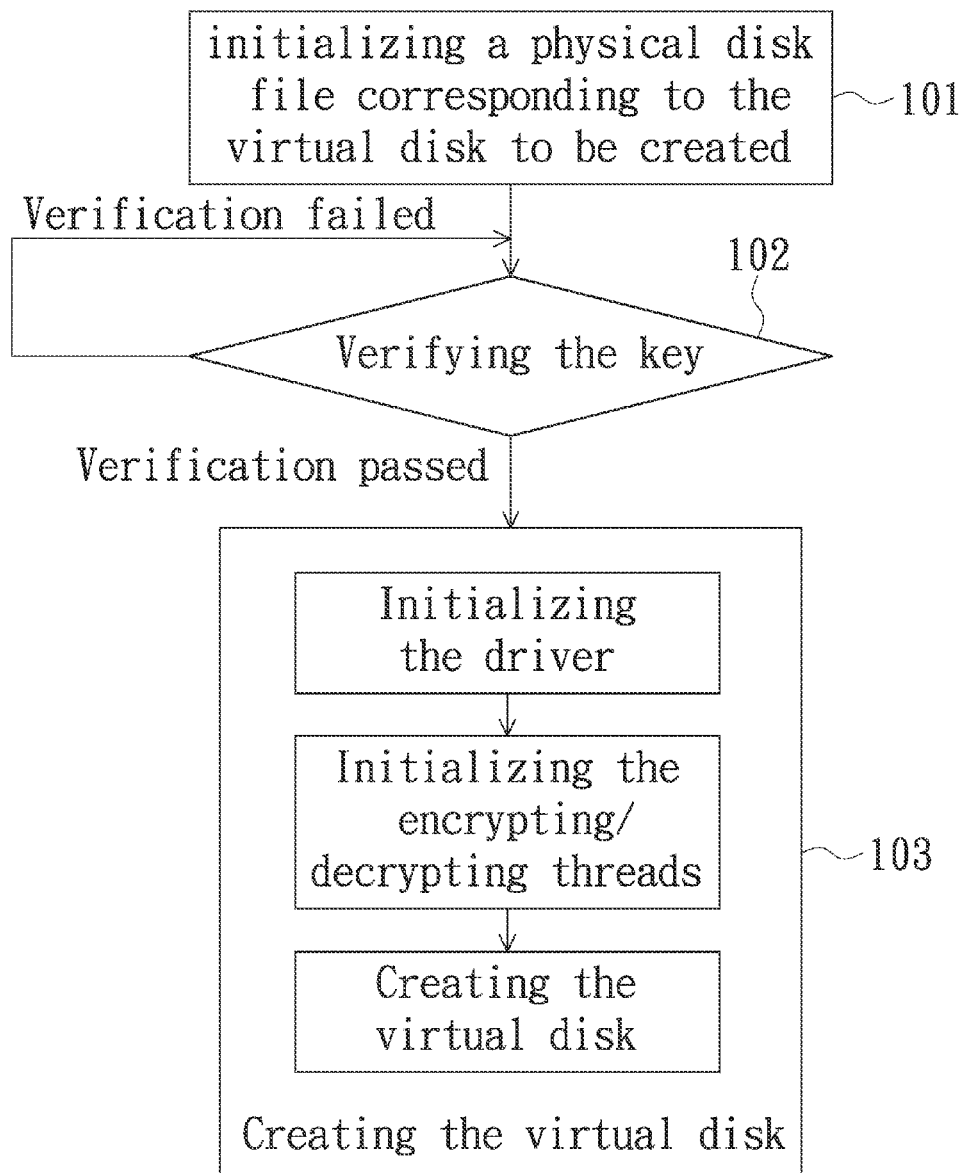 initializing a physical disk
file corresponding to the
virtual disk to be created
101
Verification failed
102
Verifying the key
Verification passed
Initializing
the driver
Initializing the
encrypting/
decrypting threads
103
Creating the
virtual disk
Creating the virtual disk